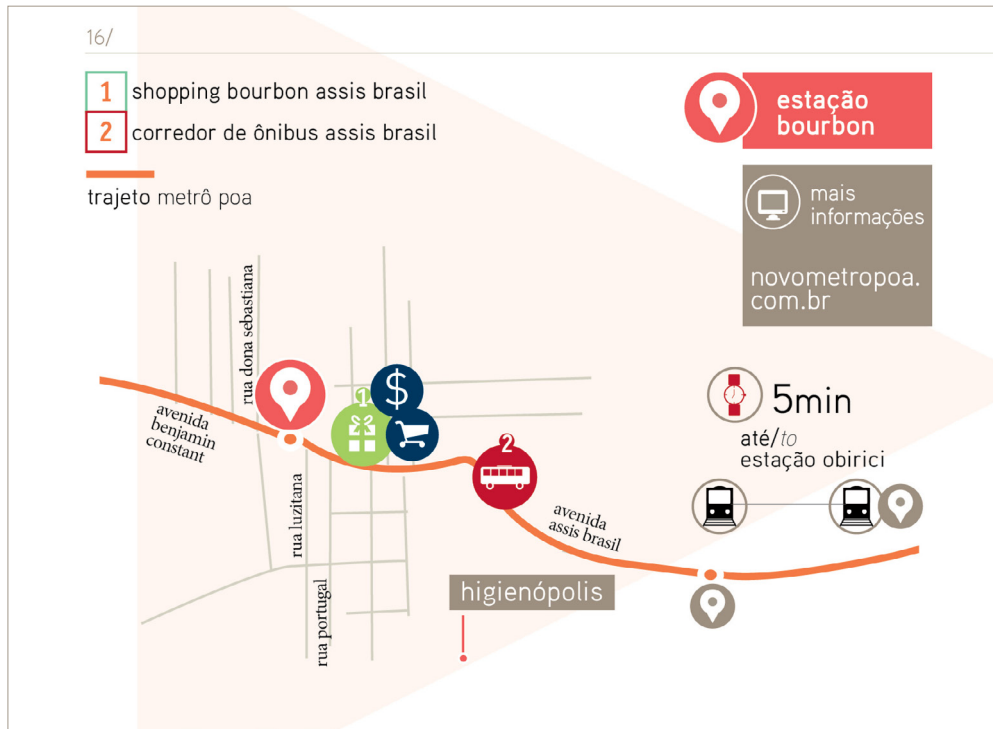 16/
1 shopping bourbon assis brasil
2 corredor de ônibus assis brasil
trajeto metrô poa
estação
bourbon
mais
informações
novometropoa.
com.br
rua dona sebastiana
avenida
benjamin
constant
1
$
2
rua luzitana
rua portugal
avenida
assis brasil
higienópolis
5min
até/to
estação obirici